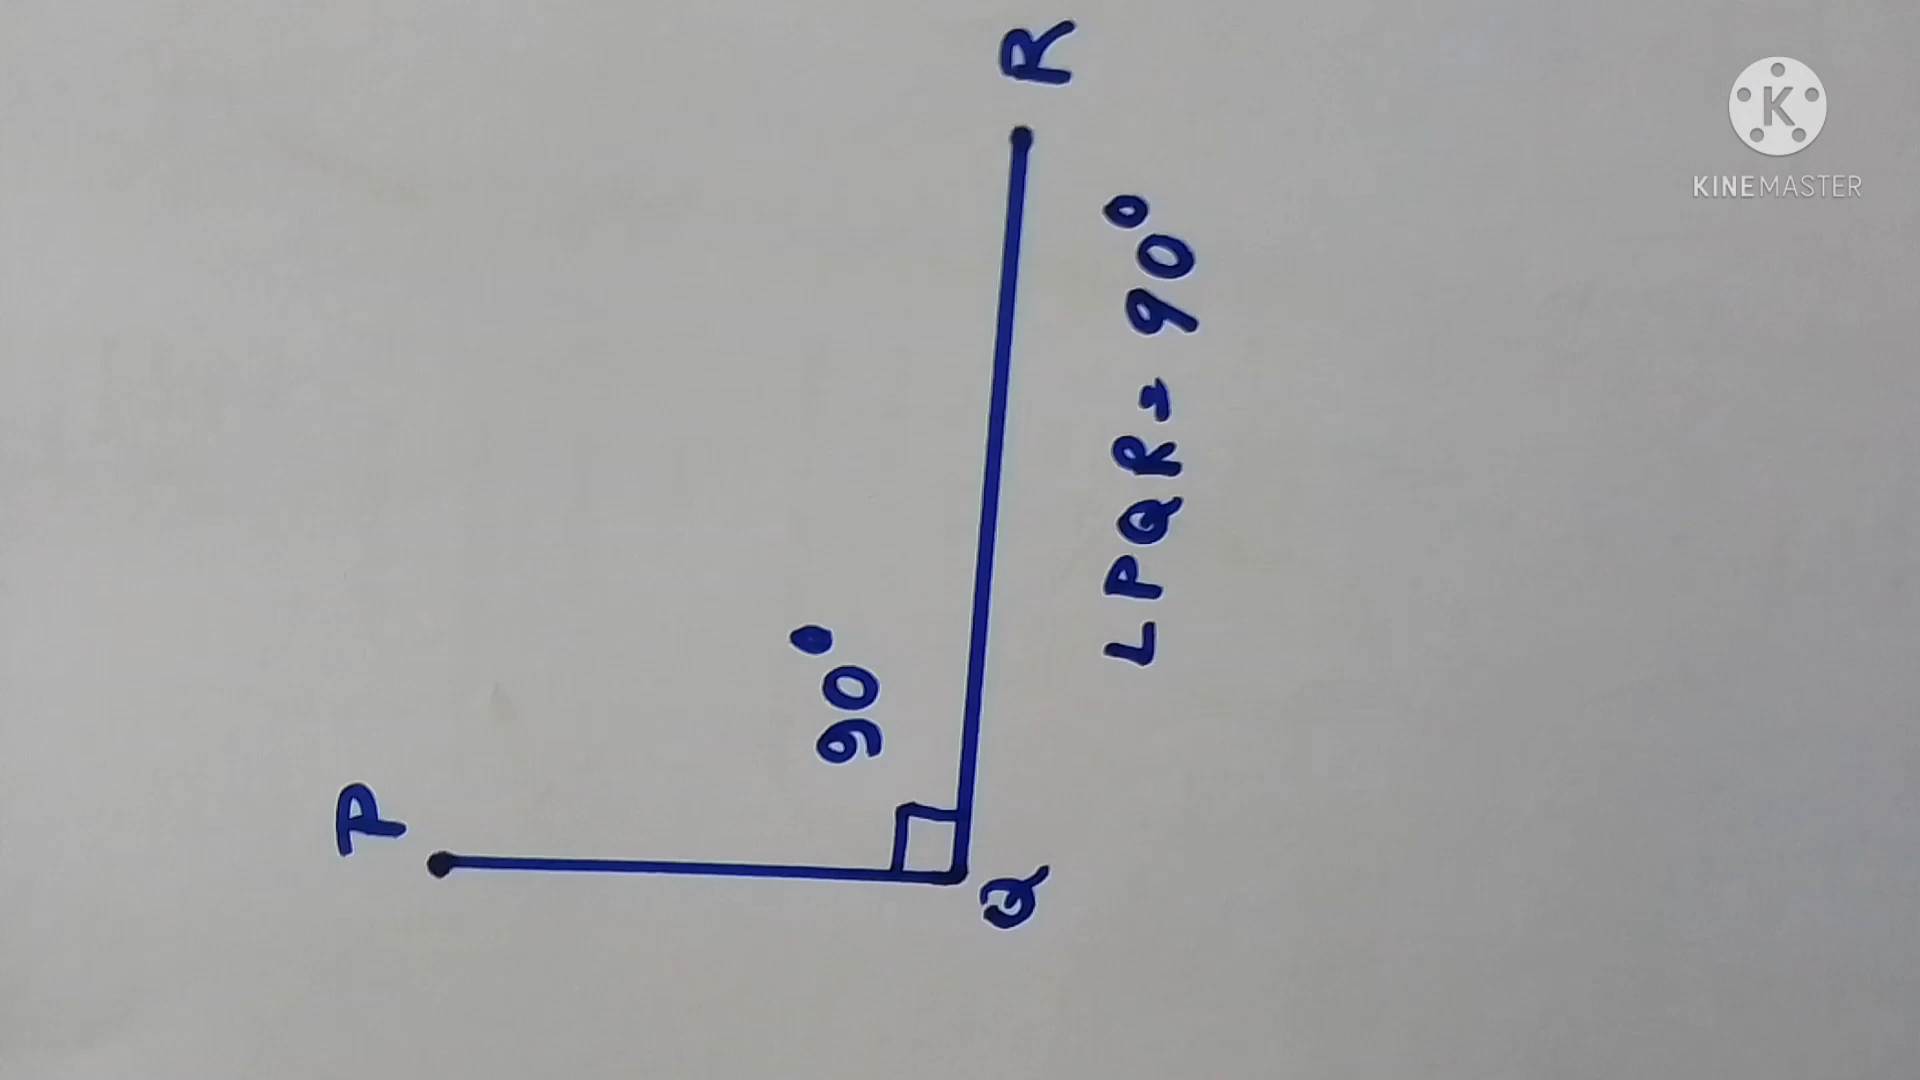 P
90°
Q
R
∠PQR = 90°
KINEMASTER